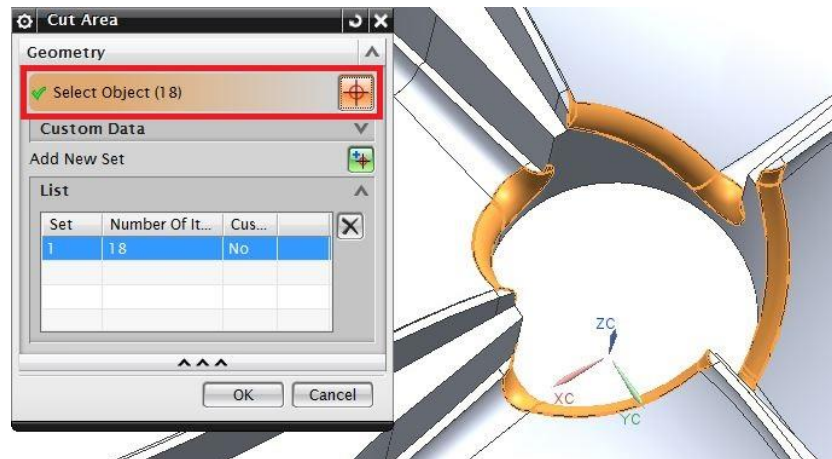 Cut Area
Geometry
Select Object (18)
Custom Data
Add New Set
List
Set Number Of It... Cus...
1 18 No
OK Cancel
ZC
XC
YC